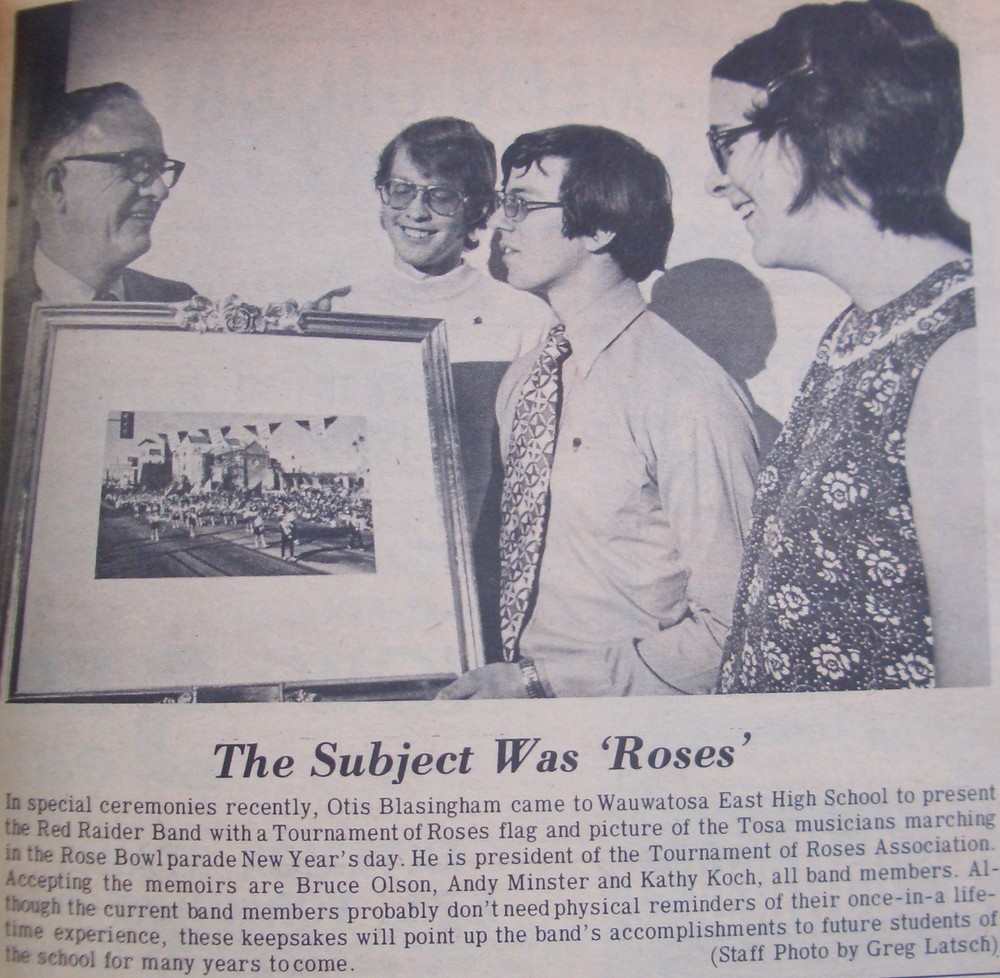 The Subject Was ‘Roses’
In special ceremonies recently, Otis Blasingham came to Wauwatosa East High School to present
the Red Raider Band with a Tournament of Roses flag and picture of the Tosa musicians marching
in the Rose Bowl parade New Year's day. He is president of the Tournament of Roses Association.
Accepting the memoirs are Bruce Olson, Andy Minster and Kathy Koch, all band members. Al-
though the current band members probably don't need physical reminders of their once-in-a life-
time experience, these keepsakes will point up the band's accomplishments to future students of
the school for many years to come. (Staff Photo by Greg Latsch)